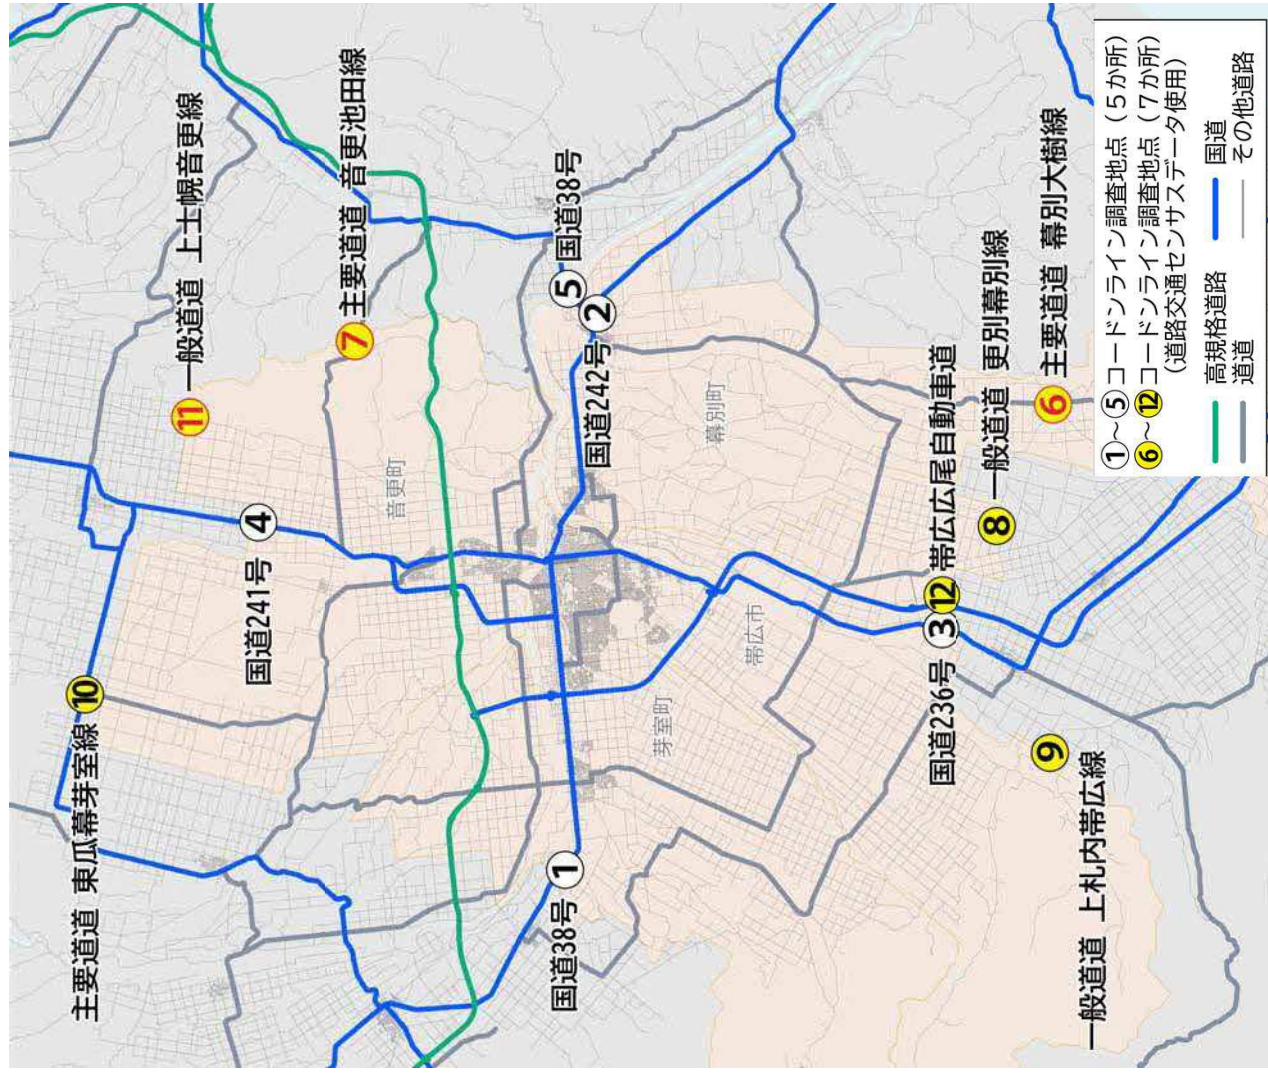 主要道道 東瓜幕芽室線
⑩
国道241号
④
⑪
一般道道 上士幌音更線
⑦
主要道道 音更池田線
音更町
国道38号
①
⑤
国道38号
国道242号
②
芽室町
帯広市
幕別町
国道236号
③
⑫
帯広広尾自動車道
⑧
一般道道 更別幕別線
一般道道 上札内帯広線
⑨
⑥
主要道道 幕別大樹線
①~⑤コードンライン調査地点（5か所）
⑥~⑫コードンライン調査地点（7か所）
（道路交通センサスデータ使用）
高規格道路
国道
道道
その他道路